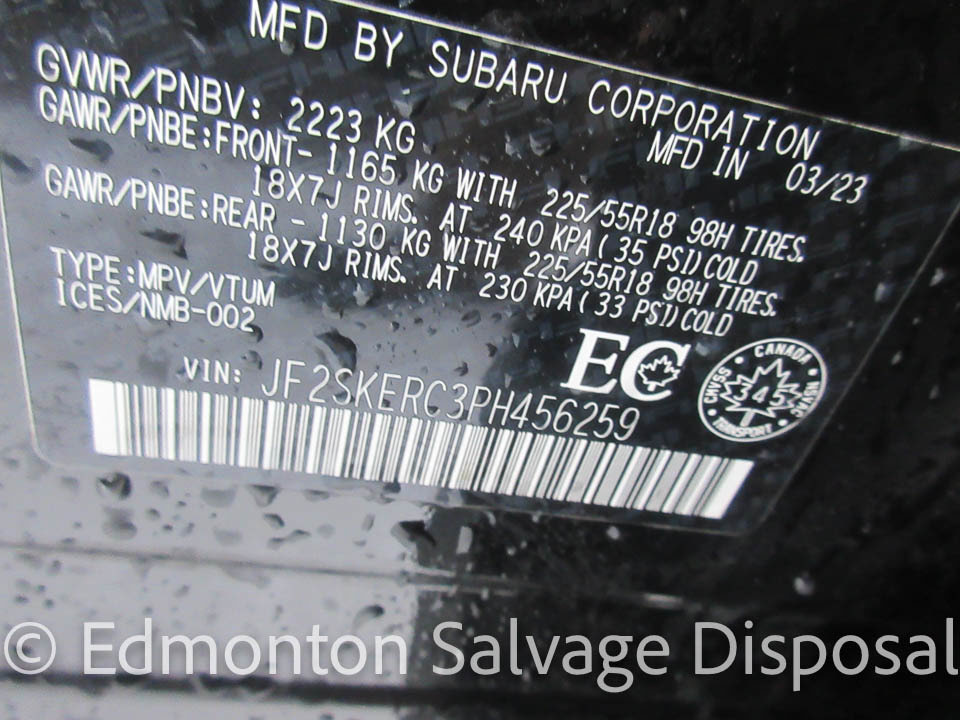 MFD BY SUBARU CORPORATION
GVWR/PNBV: 2223 KG MFD IN 03/23
GAWR/PNBE:FRONT- 1165 KG WITH 225/55R18 98H TIRES.
18X7J RIMS. AT 240 KPA( 35 PSI)COLD
GAWR/PNBE:REAR - 1130 KG WITH 225/55R18 98H TIRES.
18X7J RIMS. AT 230 KPA( 33 PSI)COLD
TYPE:MPV/VTUM
ICES/NMB-002
EC
CANADA
CMVSS NSVAC
345
TRANSPORT
VIN: JF2SKERC3PH456259
© Edmonton Salvage Disposal